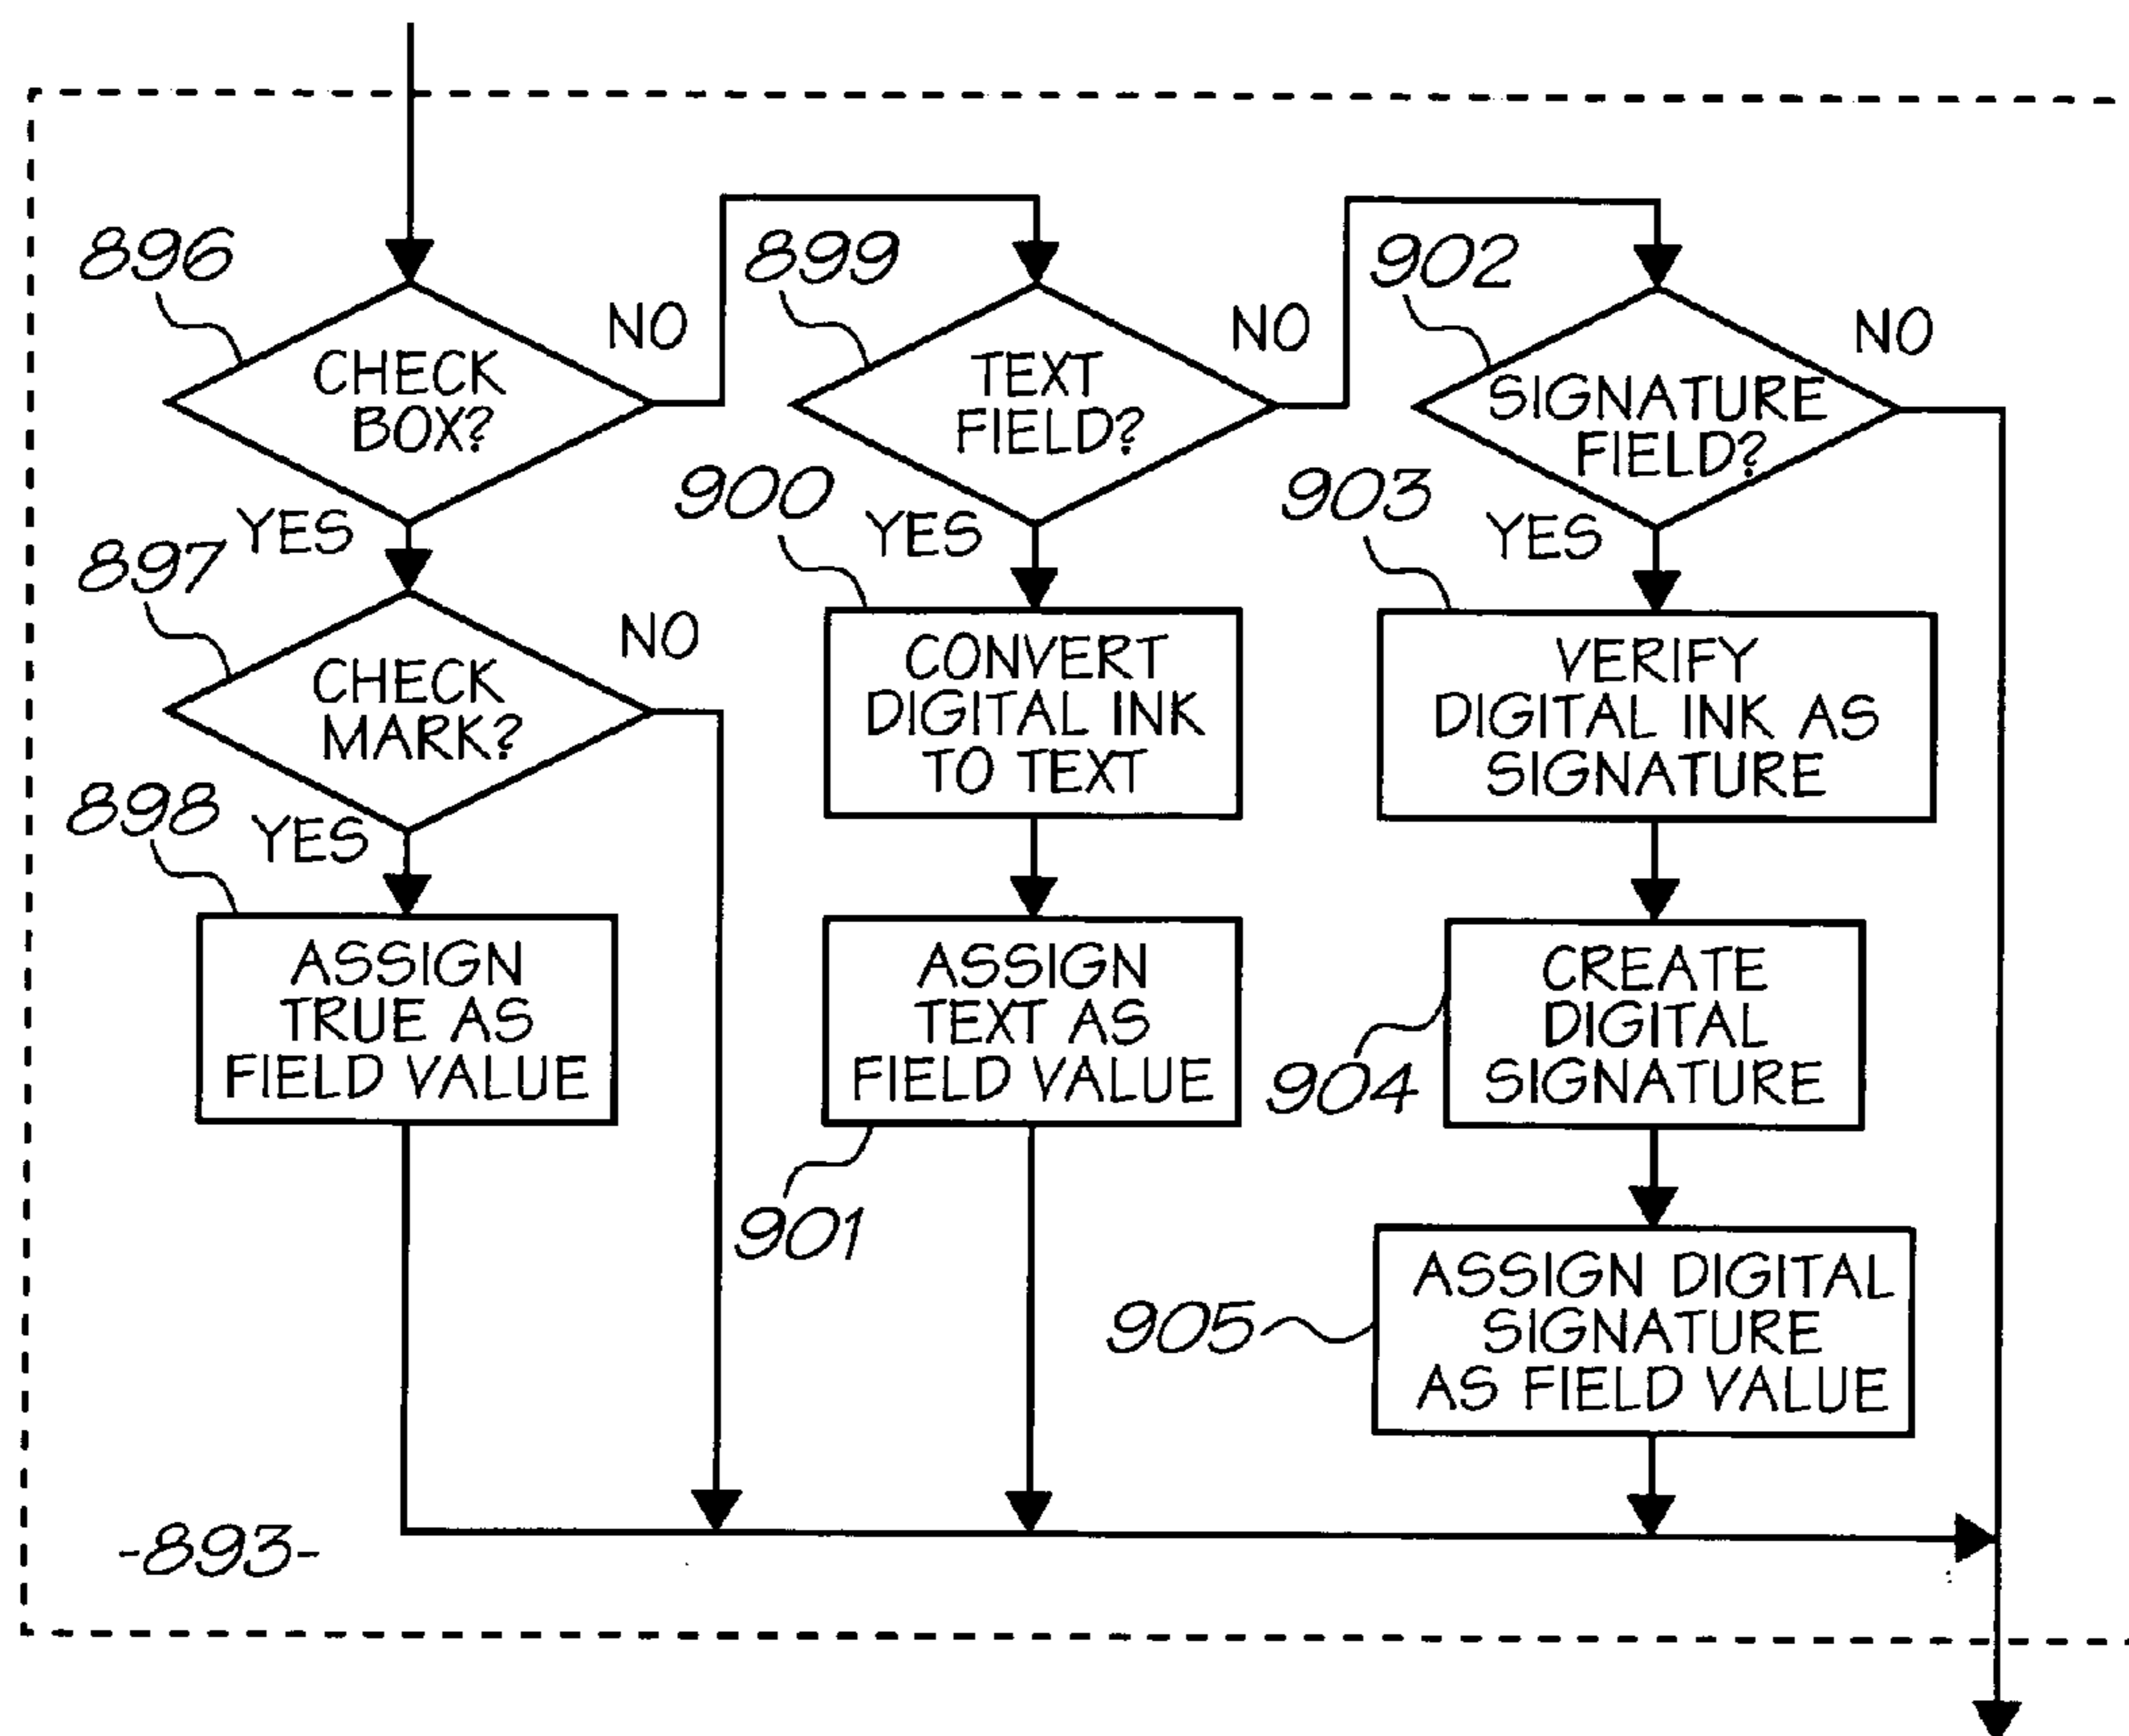 896
CHECK
BOX?
NO
YES
897
CHECK
MARK?
NO
YES
898
ASSIGN
TRUE AS
FIELD VALUE
899
TEXT
FIELD?
NO
YES
900
CONVERT
DIGITAL INK
TO TEXT
ASSIGN
TEXT AS
FIELD VALUE
901
902
SIGNATURE
FIELD?
NO
YES
903
VERIFY
DIGITAL INK AS
SIGNATURE
CREATE
DIGITAL
SIGNATURE
904
905
ASSIGN DIGITAL
SIGNATURE
AS FIELD VALUE
-893-